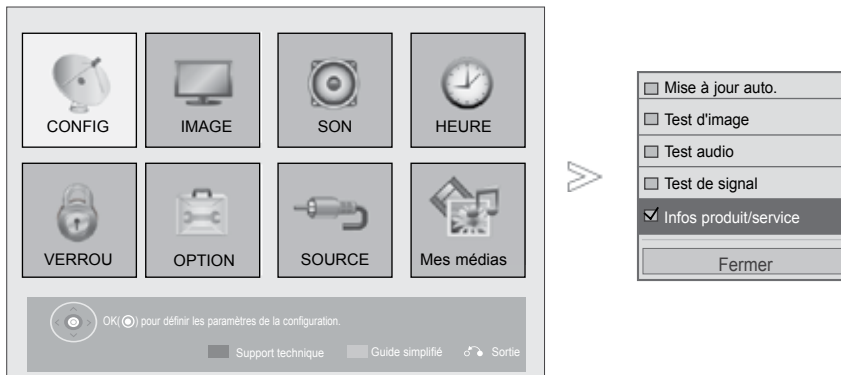 CONFIG IMAGE SON HEURE
VERROU OPTION SOURCE Mes médias
OK(◉) pour définir les paramètres de la configuration.
Support technique Guide simplifié Sortie
Mise à jour auto.
Test d'image
Test audio
Test de signal
Infos produit/service
Fermer